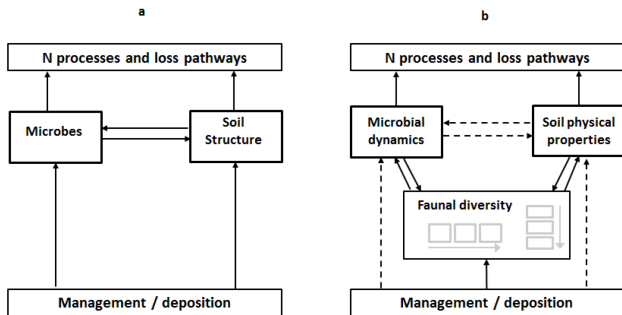 a
N processes and loss pathways
Microbes
Soil
Structure
Management / deposition
b
N processes and loss pathways
Microbial
dynamics
Soil physical
properties
Faunal diversity
Management / deposition